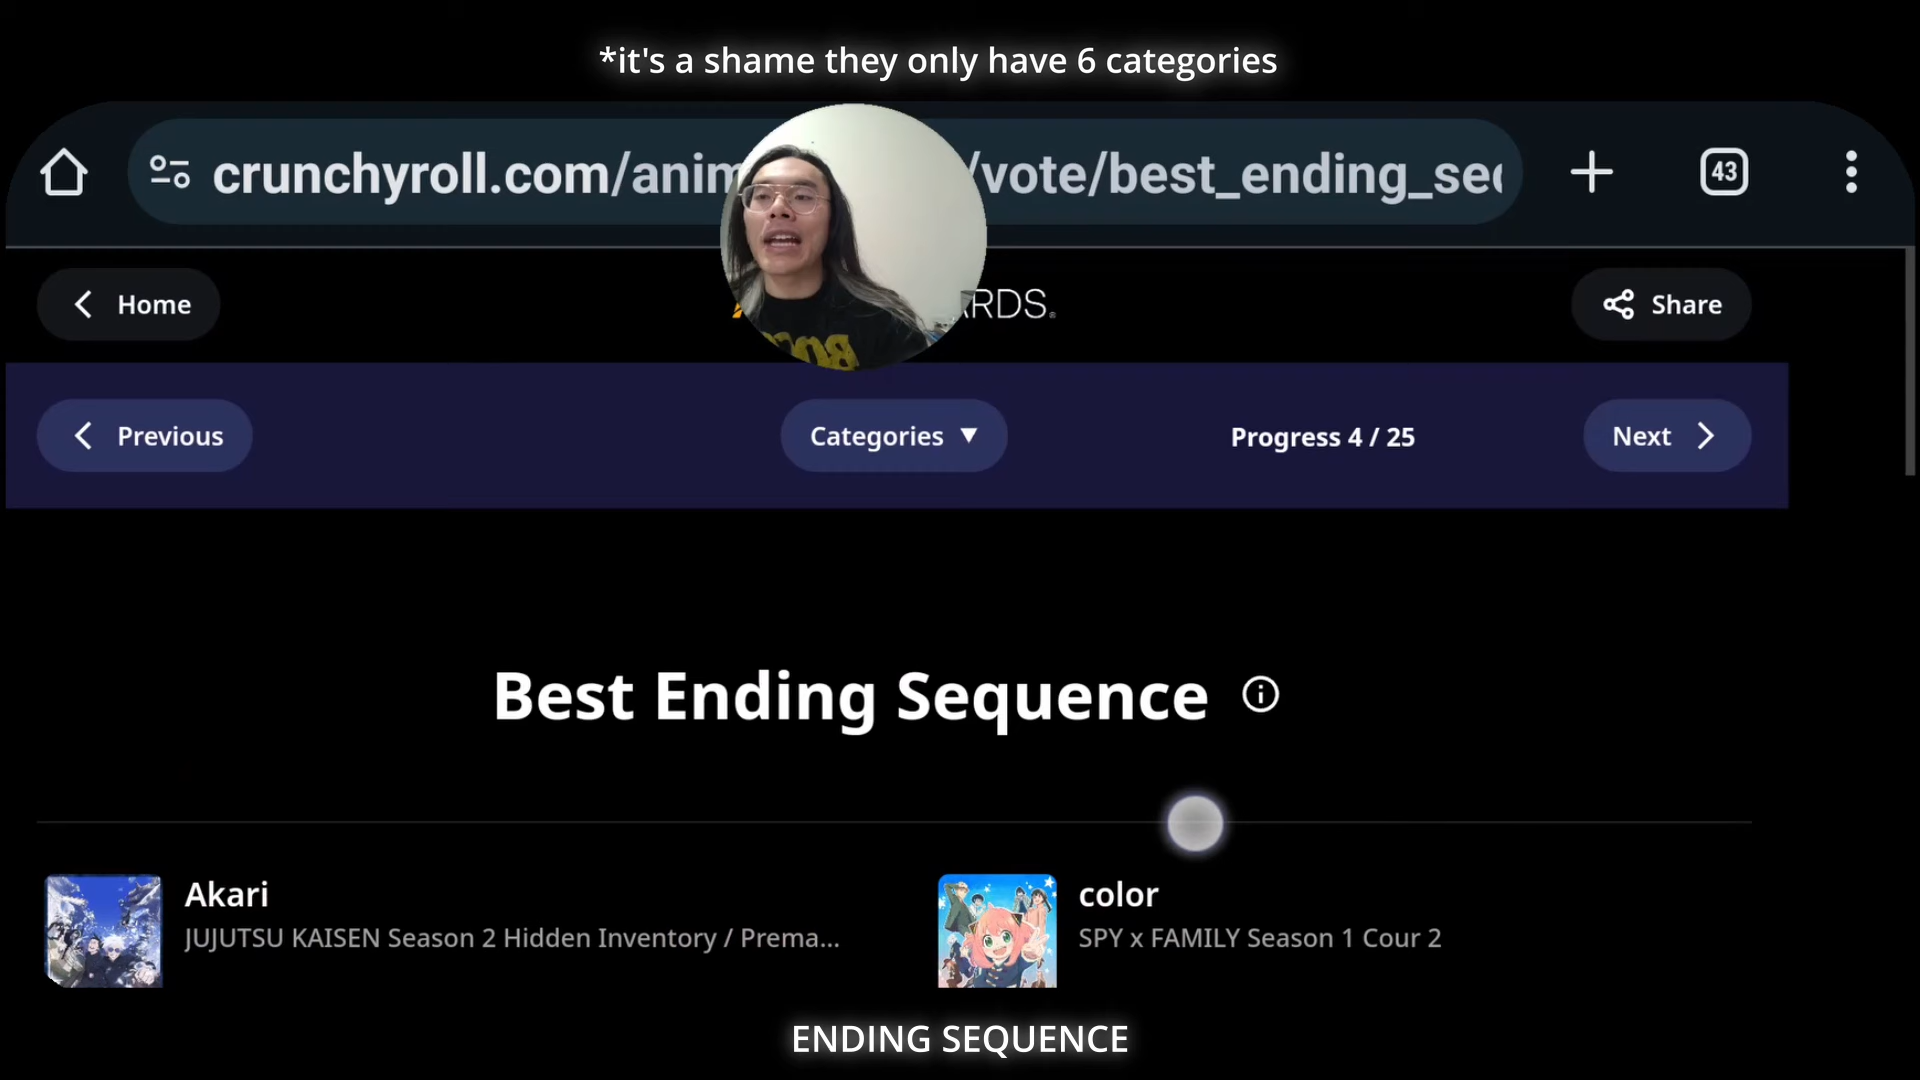 *it's a shame they only have 6 categories
crunchyroll.com/anim
/vote/best_ending_sec
43
Home
RDS.
Share
Previous
Categories
Progress 4 / 25
Next
Best Ending Sequence
Akari
color
JUJUTSU KAISEN Season 2 Hidden Inventory / Prema...
SPY x FAMILY Season 1 Cour 2
ENDING SEQUENCE